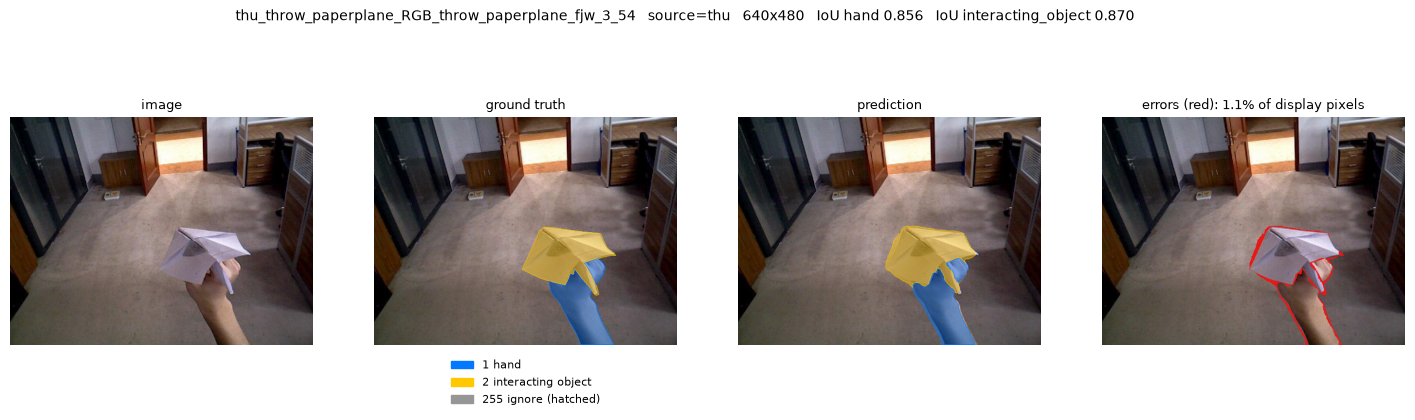 thu_throw_paperplane_RGB_throw_paperplane_fjw_3_54 source=thu 640x480 IoU hand 0.856 IoU interacting_object 0.870
image
ground truth
prediction
errors (red): 1.1% of display pixels
1 hand
2 interacting object
255 ignore (hatched)